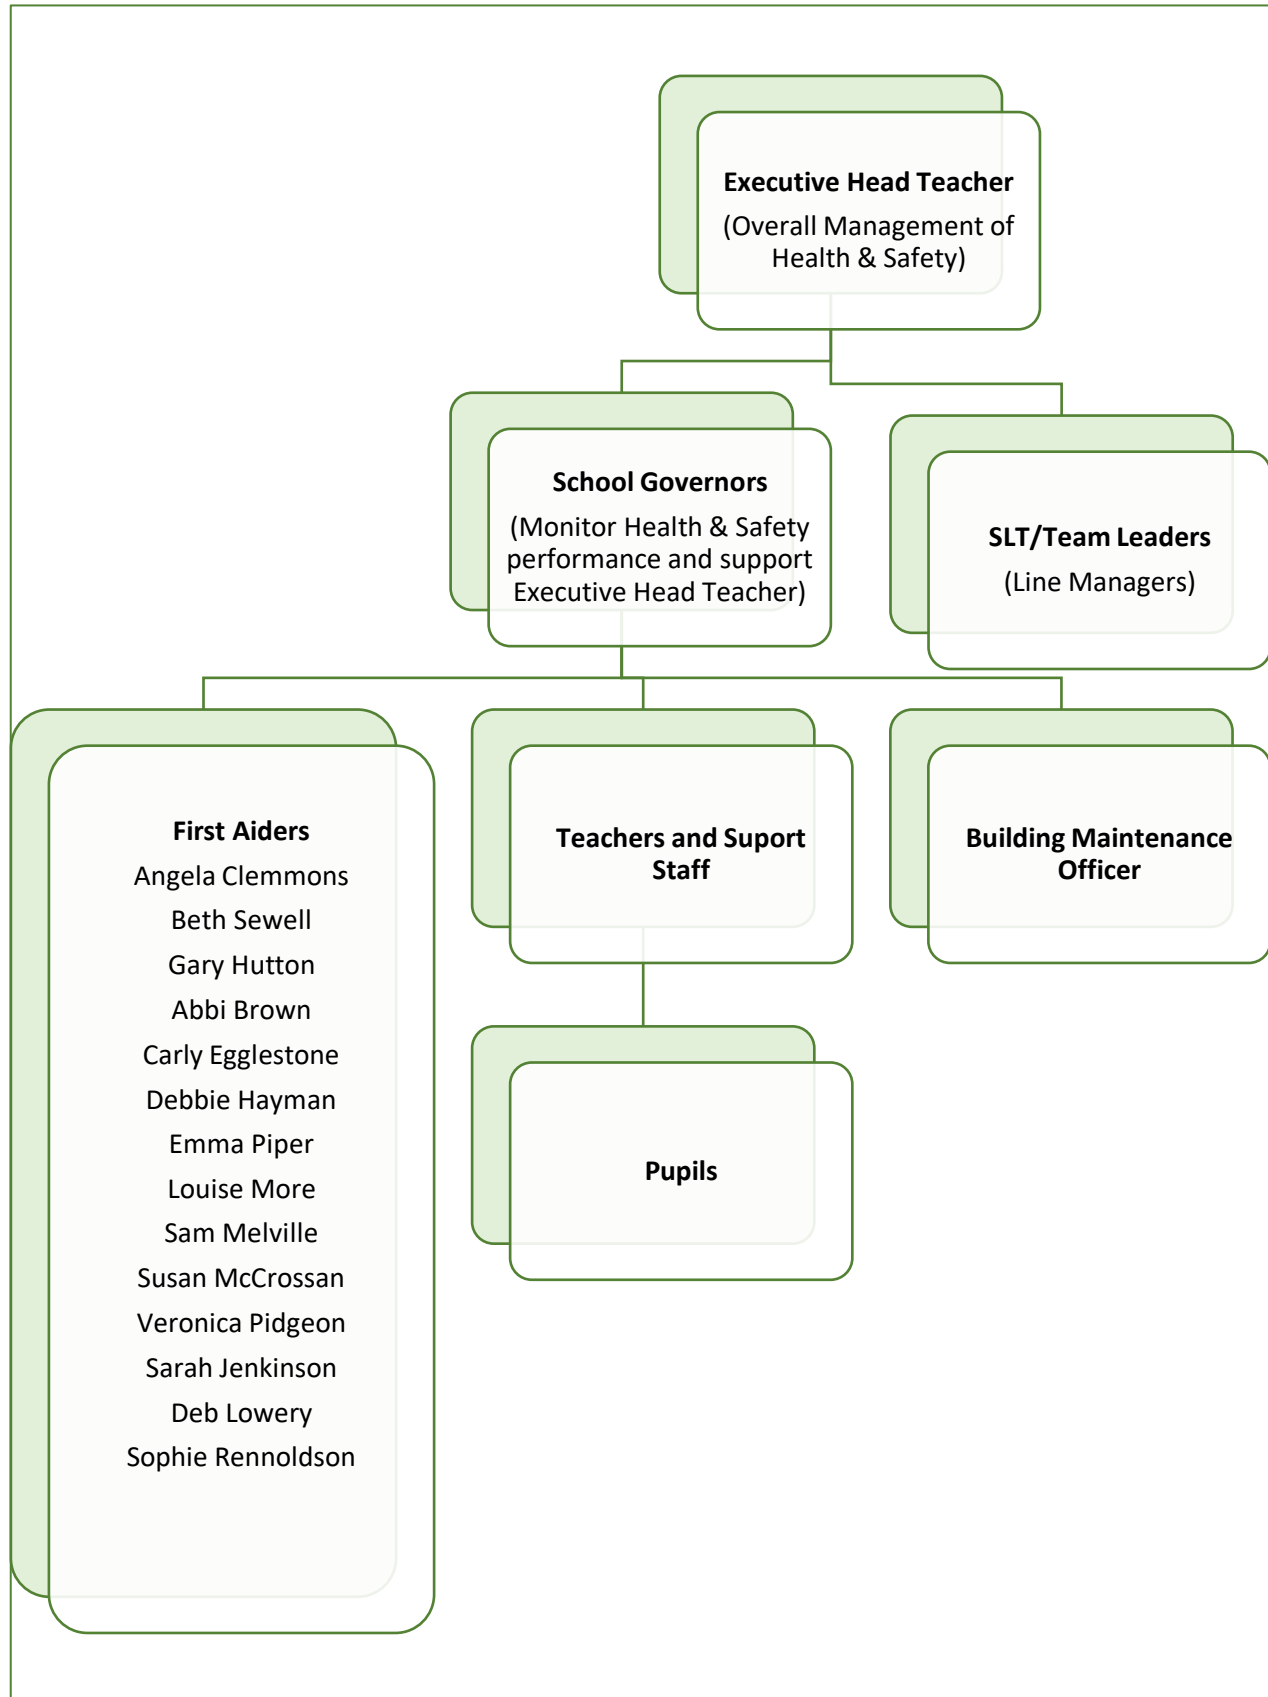 Executive Head Teacher
(Overall Management of
Health & Safety)
School Governors
(Monitor Health & Safety
performance and support
Executive Head Teacher)
SLT/Team Leaders
(Line Managers)
First Aiders
Angela Clemmons
Beth Sewell
Gary Hutton
Abbi Brown
Carly Egglestone
Debbie Hayman
Emma Piper
Louise More
Sam Melville
Susan McCrossan
Veronica Pidgeon
Sarah Jenkinson
Deb Lowery
Sophie Rennoldson
Teachers and Suport
Staff
Building Maintenance
Officer
Pupils